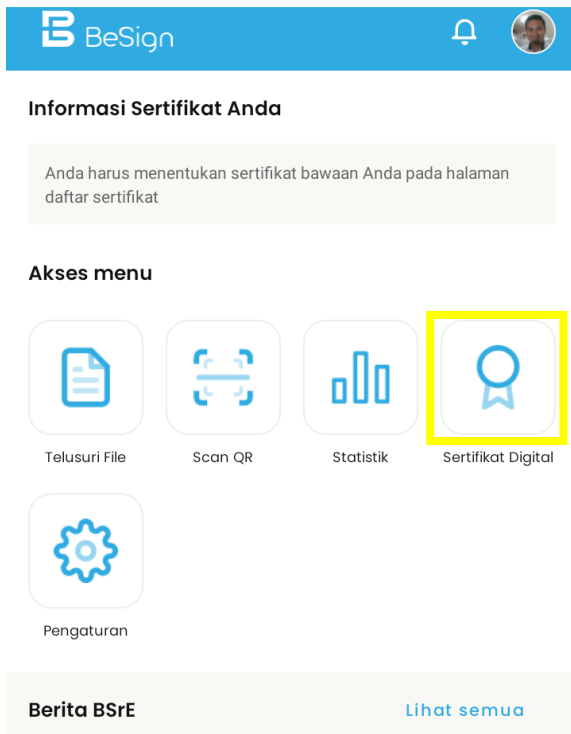 BeSign
Informasi Sertifikat Anda
Anda harus menentukan sertifikat bawaan Anda pada halaman
daftar sertifikat
Akses menu
Telusuri File
Scan QR
Statistik
Sertifikat Digital
Pengaturan
Berita BSrE
Lihat semua